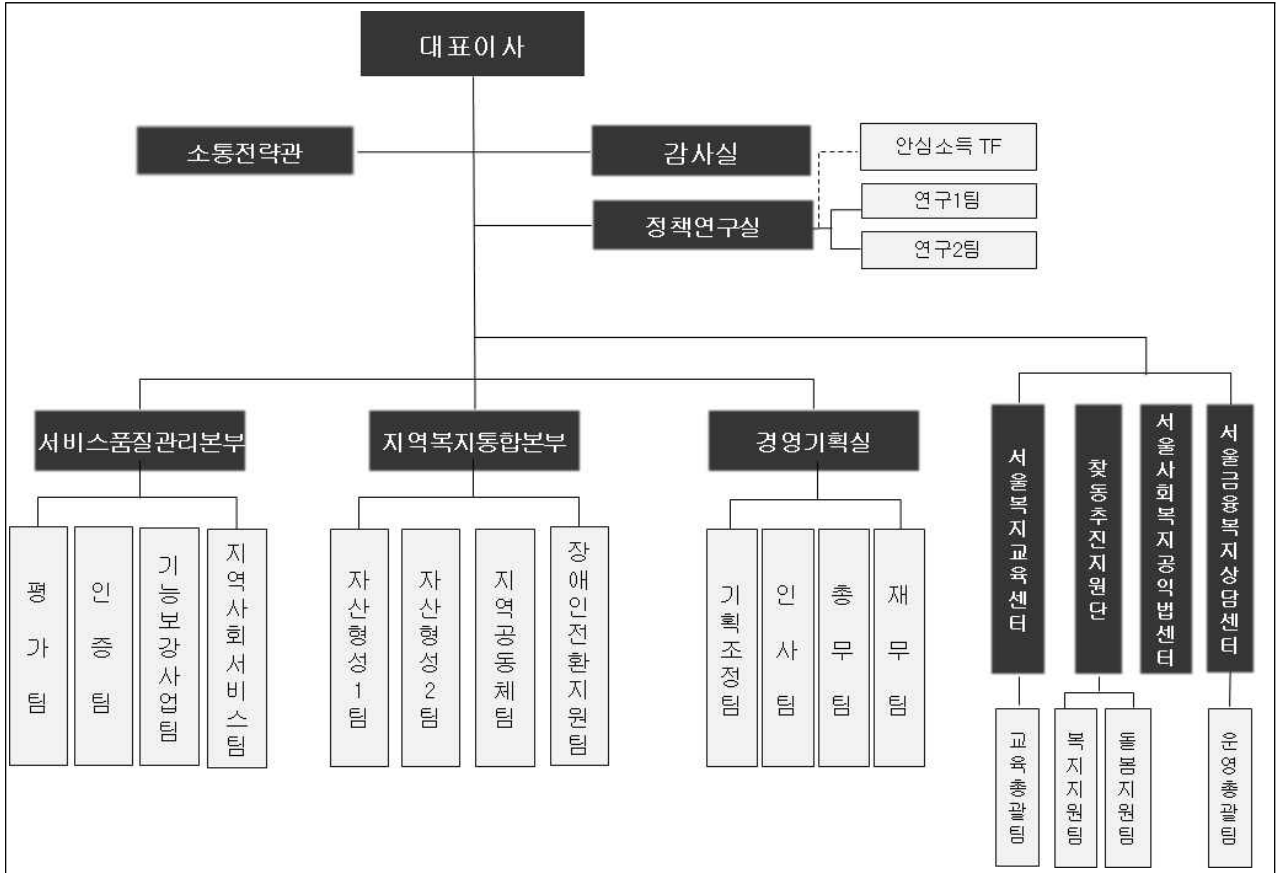 대표이사
소통전략관
감사실
안심소득 TF
정책연구실
연구1팀
연구2팀
서비스품질관리본부
지역복지통합본부
경영기획실
서울복지교육센터
찾동추진지원단
서울사회복지공익법센터
서울금융복지상담센터
평가팀
인증팀
기능보강사업팀
지역사회서비스팀
자산형성1팀
자산형성2팀
지역공동체팀
장애인전환지원팀
기획조정팀
인사팀
총무팀
재무팀
교육총괄팀
복지지원팀
돌봄지원팀
운영총괄팀